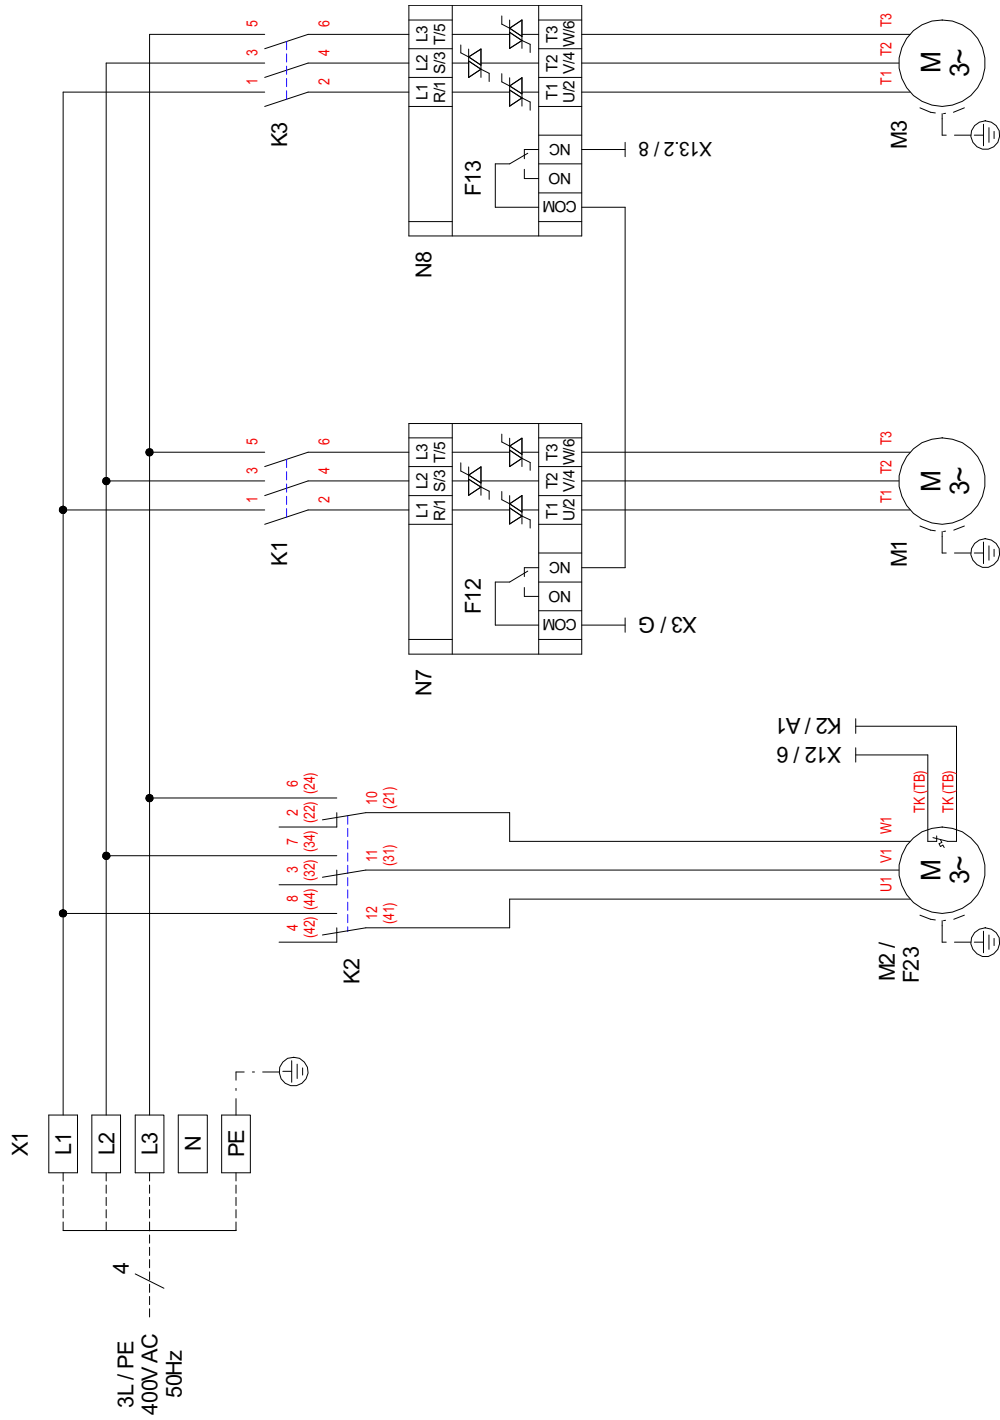 3L / PE
400V AC
50Hz
4
X1
L1
L2
L3
N
PE
4
(42)
8
(44)
3
(32)
7
(34)
2
(22)
6
(24)
12
(41)
11
(31)
10
(21)
K2
U1
V1
W1
TK (TB)
TK (TB)
M
3~
M2 /
F23
X12 / 6
K2 / A1
1
3
5
2
4
6
K1
L1
R/1
L2
S/3
L3
T/5
T1
U/2
T2
V/4
T3
W/6
COM
NO
NC
F12
N7
X3 / G
T1
T2
T3
M
3~
M1
1
3
5
2
4
6
K3
L1
R/1
L2
S/3
L3
T/5
T1
U/2
T2
V/4
T3
W/6
COM
NO
NC
F13
N8
X13.2 / 8
T1
T2
T3
M
3~
M3